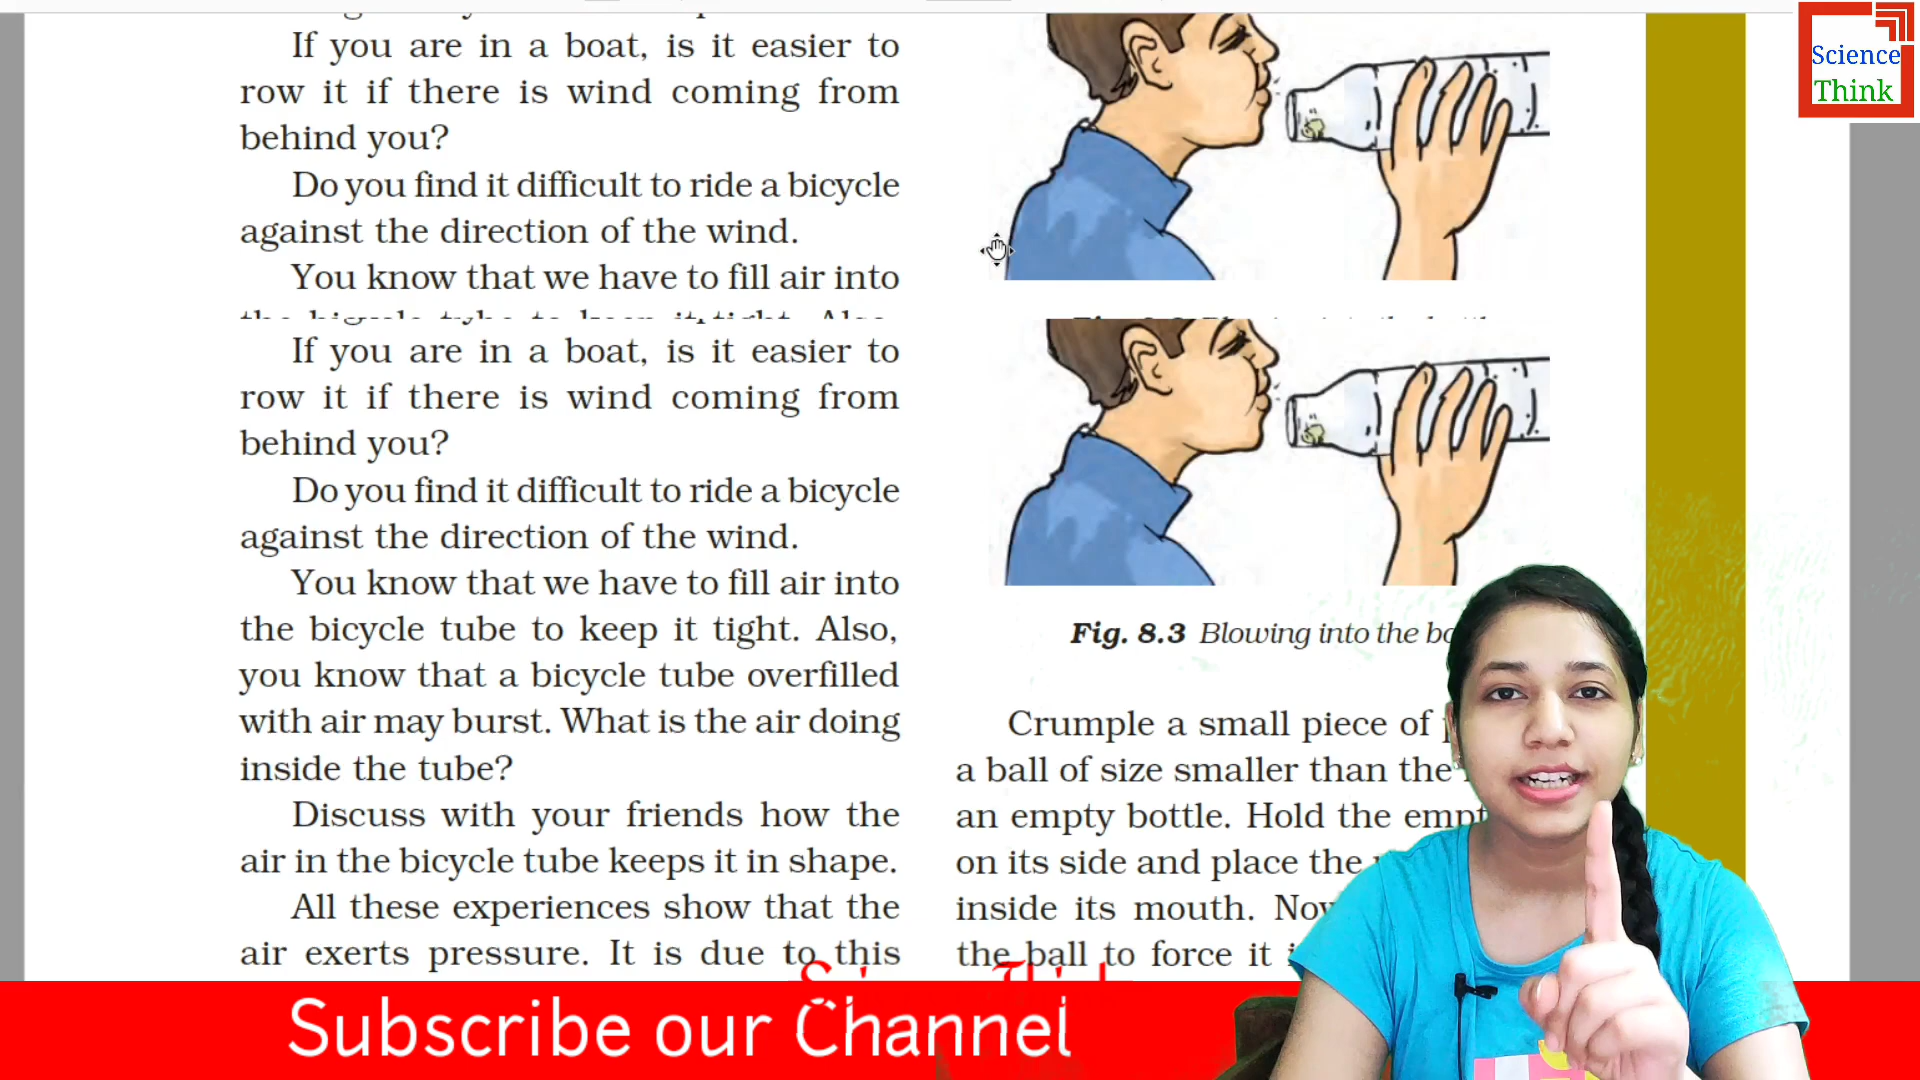 If you are in a boat, is it easier to
row it if there is wind coming from
behind you?
Do you find it difficult to ride a bicycle
against the direction of the wind.
You know that we have to fill air into
the bicycle tube to keep it tight. Also,
If you are in a boat, is it easier to
row it if there is wind coming from
behind you?
Do you find it difficult to ride a bicycle
against the direction of the wind.
You know that we have to fill air into
the bicycle tube to keep it tight. Also,
you know that a bicycle tube overfilled
with air may burst. What is the air doing
inside the tube?
Discuss with your friends how the
air in the bicycle tube keeps it in shape.
All these experiences show that the
air exerts pressure. It is due to this
Fig. 8.3 Blowing into the
Crumple a small piece of
a ball of size smaller than the
an empty bottle. Hold the
on its side and place the
inside its mouth.
the ball to force it
Science
Think
Subscribe our Channel